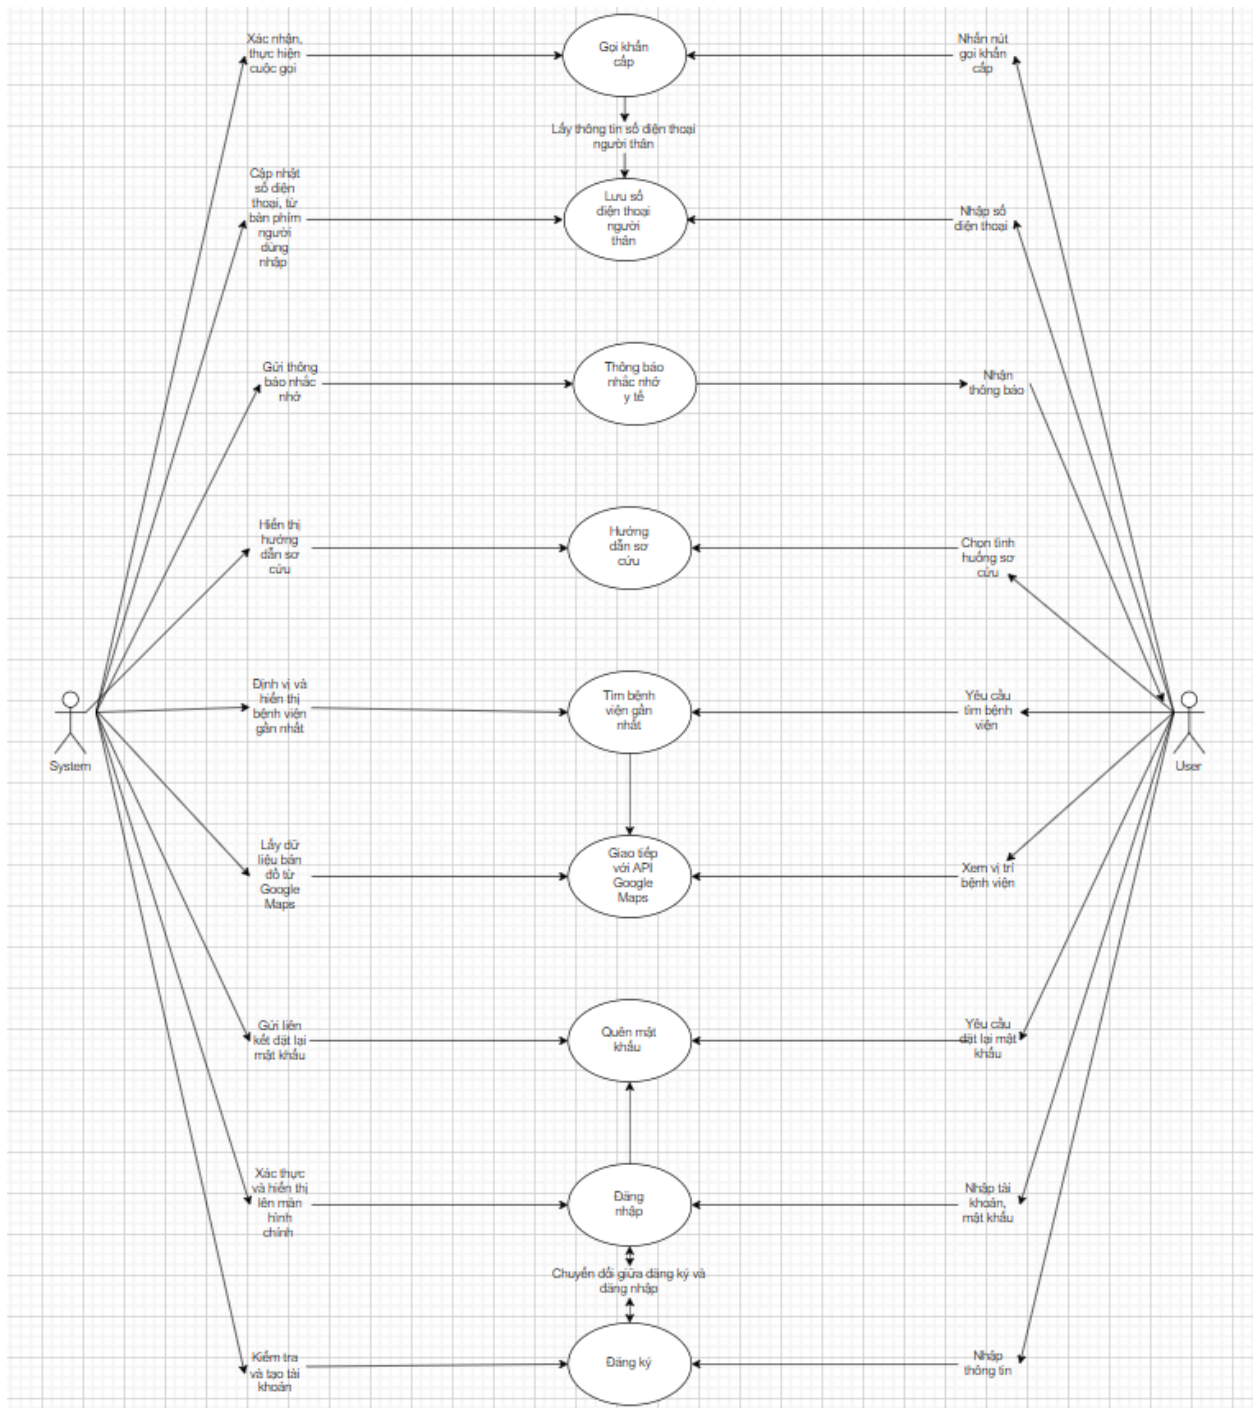 Xác nhận,
thực hiện
cuộc gọi
Gọi khẩn
cấp
Nhấn nút
gọi khẩn
cấp
Lấy thông tin số điện thoại
người thân
Cập nhật
số điện
thoại, từ
bàn phím
người
dùng
nhập
Lưu số
điện thoại
người
thân
Nhập số
điện thoại
Gửi thông
báo nhắc
nhở
Thông báo
nhắc nhở
y tế
Nhận
thông báo
Hiển thị
hướng
dẫn sơ
cứu
Hướng
dẫn sơ
cứu
Chọn tình
huống sơ
cứu
Định vị và
hiển thị
bệnh viện
gần nhất
Tìm bệnh
viện gần
nhất
Yêu cầu
tìm bệnh
viện
System
User
Lấy dữ
liệu bản
đồ từ
Google
Maps
Giao tiếp
với API
Google
Maps
Xem vị trí
bệnh viện
Gửi liên
kết đặt lại
mật khẩu
Quên mật
khẩu
Yêu cầu
đặt lại mật
khẩu
Xác thực
và hiển thị
lên màn
hình
chính
Đăng
nhập
Nhập tài
khoản,
mật khẩu
Chuyển đổi giữa đăng ký và
đăng nhập
Kiểm tra
và tạo tài
khoản
Đăng ký
Nhập
thông tin